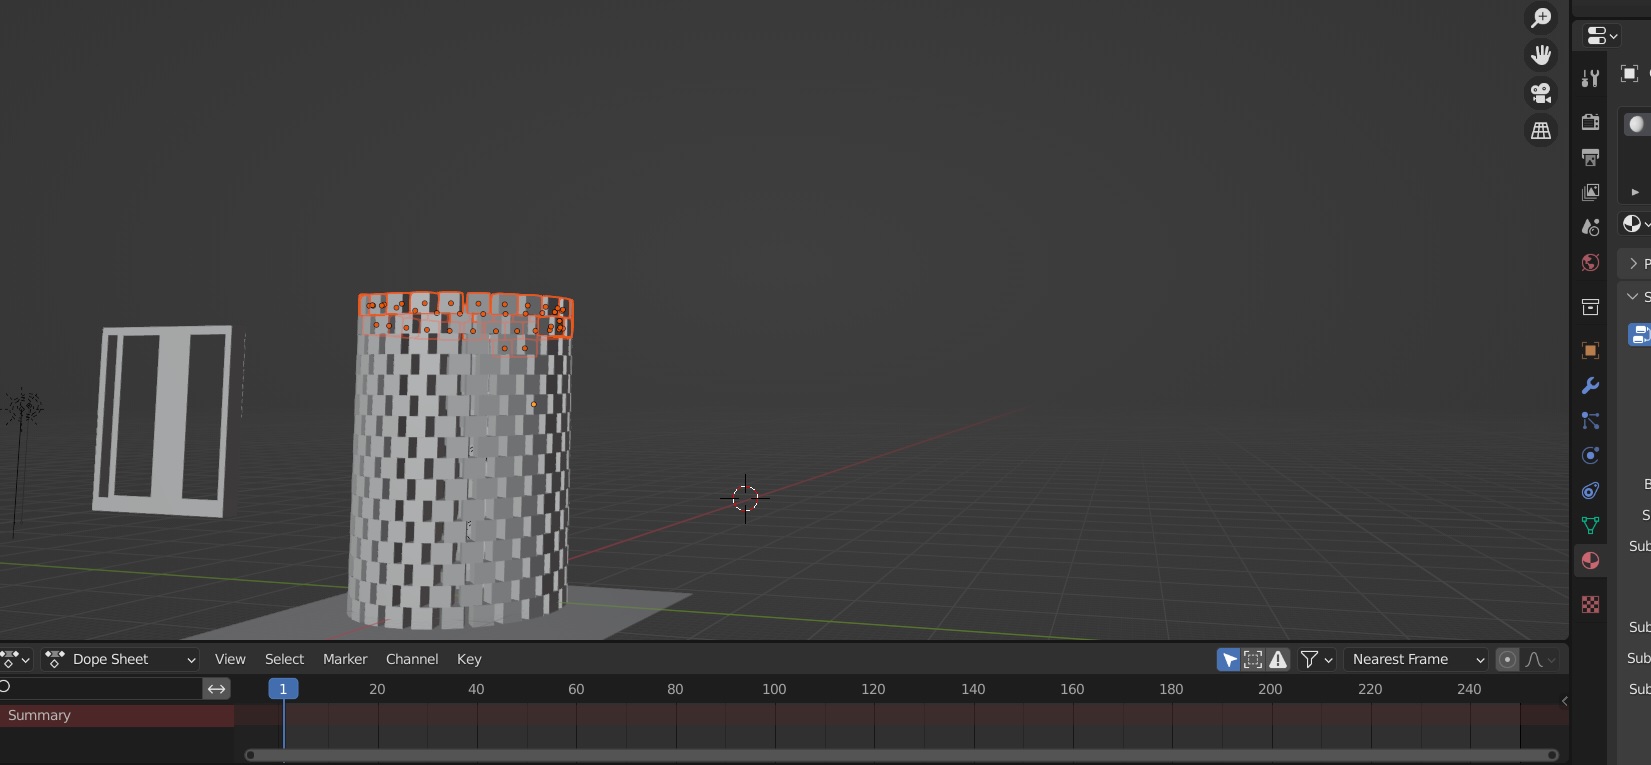 P
S
B
S
Sub
Sub
Sub
Sub
Dope Sheet View Select Marker Channel Key Nearest Frame
1 20 40 60 80 100 120 140 160 180 200 220 240
Summary